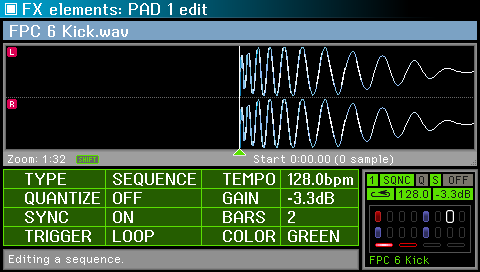 FX elements: PAD 1 edit
FPC 6 Kick.wav
L
R
Zoom: 1:32 SHIFT Start 0:00.00 (0 sample)
TYPE SEQUENCE TEMPO 128.0bpm
QUANTIZE OFF GAIN -3.3dB
SYNC ON BARS 2
TRIGGER LOOP COLOR GREEN
1 SQNC Q S OFF
128.0 -3.3dB
FPC 6 Kick
Editing a sequence.